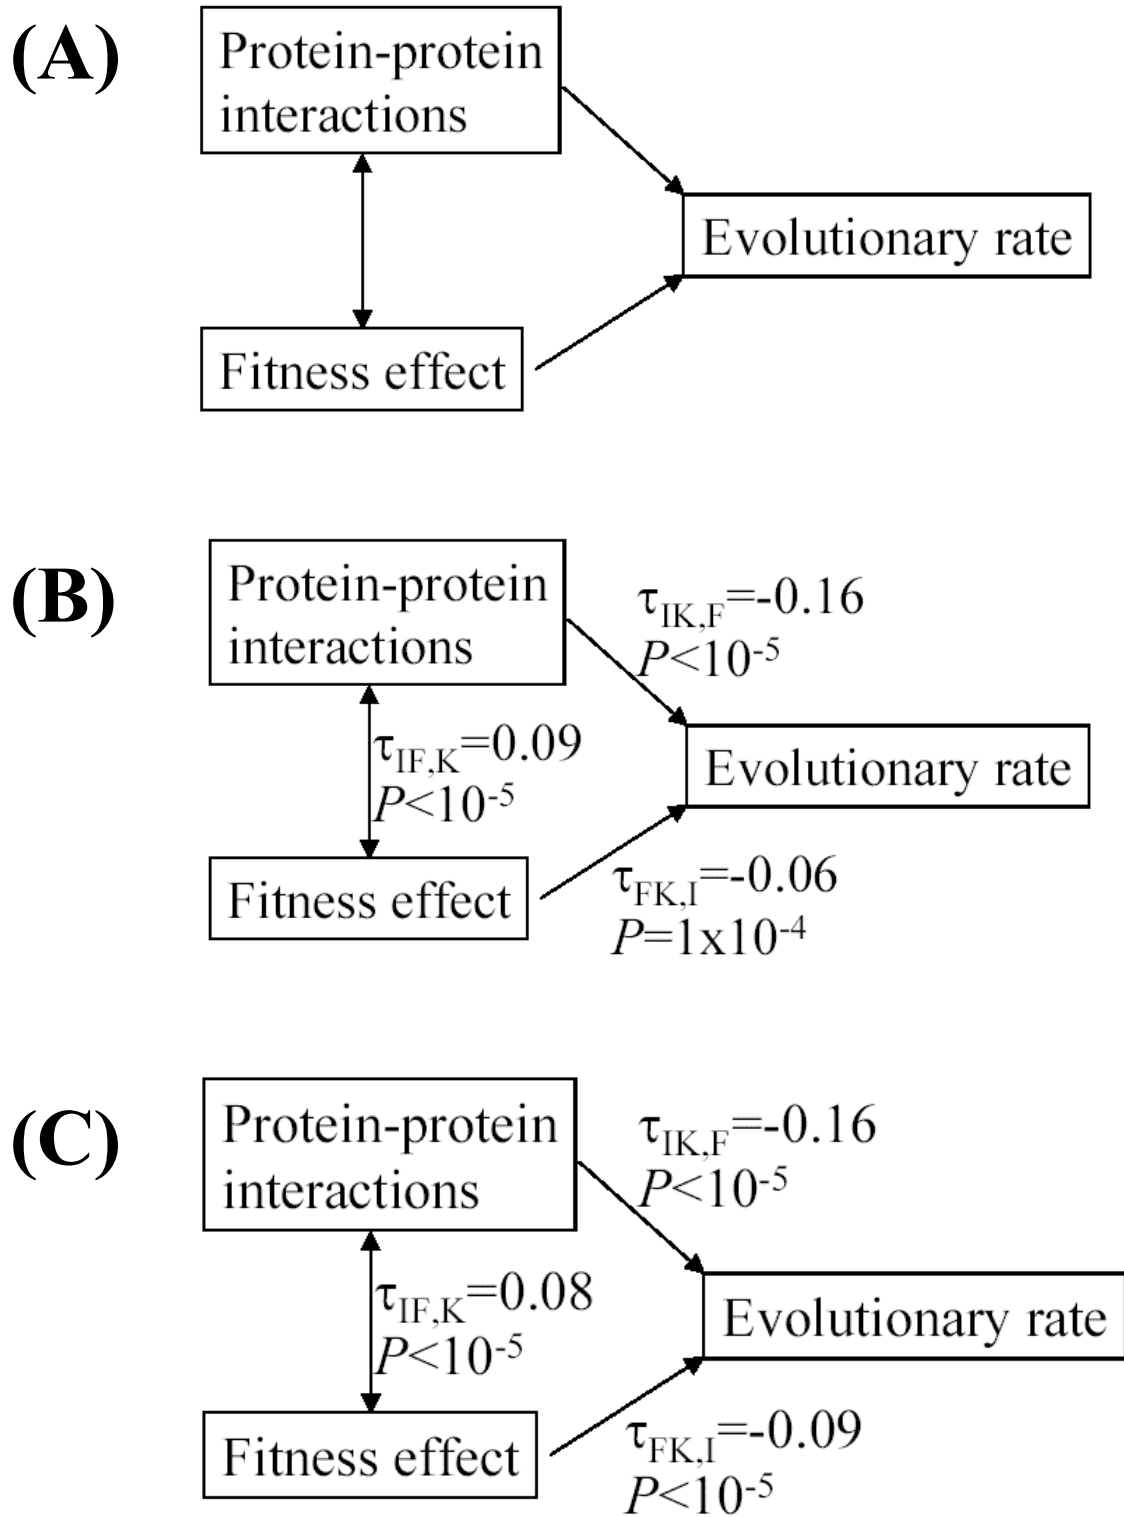 (A)
Protein-protein
interactions
Evolutionary rate
Fitness effect
(B)
Protein-protein
interactions
τIK,F=-0.16
P<10-5
τIF,K=0.09
P<10-5
Evolutionary rate
Fitness effect
τFK,I=-0.06
P=1x10-4
(C)
Protein-protein
interactions
τIK,F=-0.16
P<10-5
τIF,K=0.08
P<10-5
Evolutionary rate
Fitness effect
τFK,I=-0.09
P<10-5